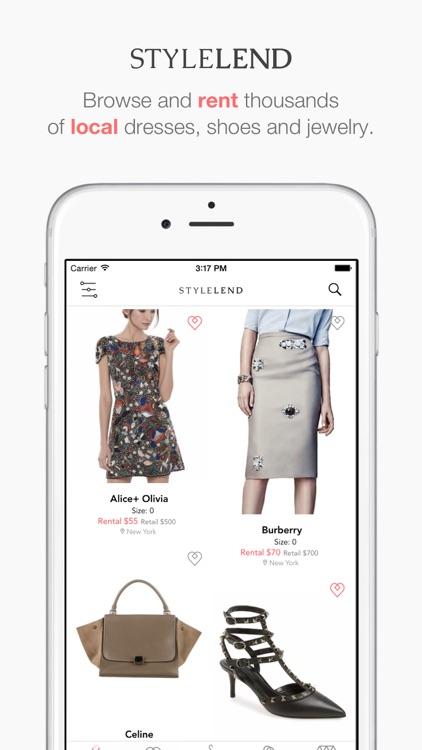 STYLELEND
Browse and rent thousands
of local dresses, shoes and jewelry.
Carrier 3:17 PM
STYLELEND
Alice+ Olivia
Size: 0
Rental $55 Retail $500
New York
Burberry
Size: 0
Rental $70 Retail $700
New York
Celine